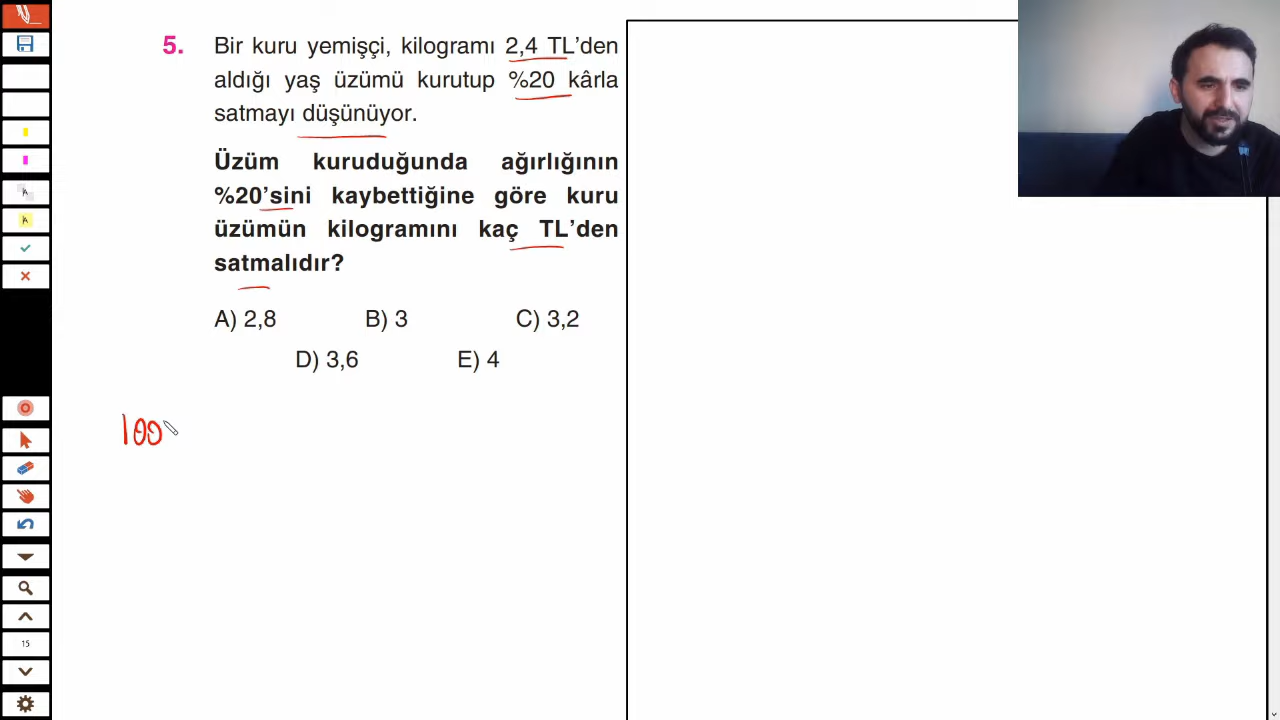 5. Bir kuru yemişçi, kilogramı 2,4 TL'den
aldığı yaş üzümü kurutup %20 kârla
satmayı düşünüyor.
Üzüm kuruduğunda ağırlığının
%20'sini kaybettiğine göre kuru
üzümün kilogramını kaç TL'den
satmalıdır?
A) 2,8 B) 3 C) 3,2
D) 3,6 E) 4
100
15